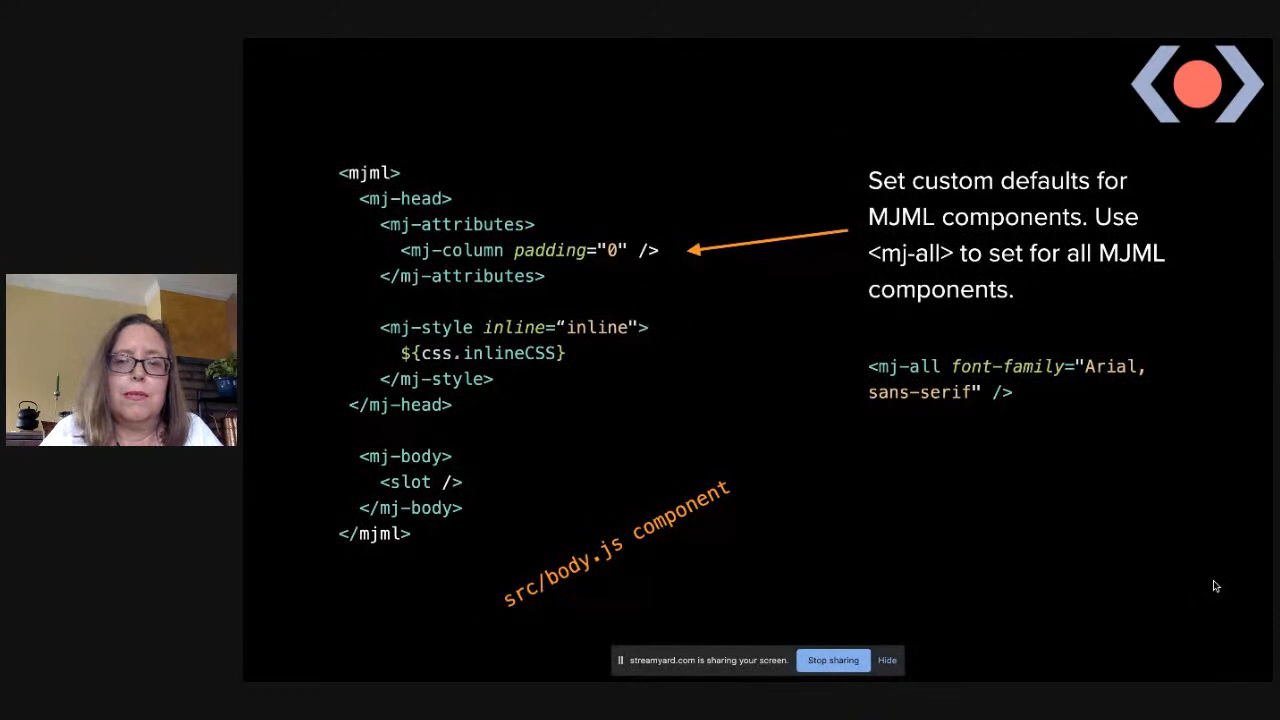 <mjml>
<mj-head>
<mj-attributes>
<mj-column padding="0" />
</mj-attributes>
<mj-style inline=“inline">
${css.inlineCSS}
</mj-style>
</mj-head>
<mj-body>
<slot />
</mj-body>
</mjml>
Set custom defaults for
MJML components. Use
<mj-all> to set for all MJML
components.
<mj-all font-family="Arial,
sans-serif" />
src/body.js component
streamyard.com is sharing your screen.
Stop sharing
Hide